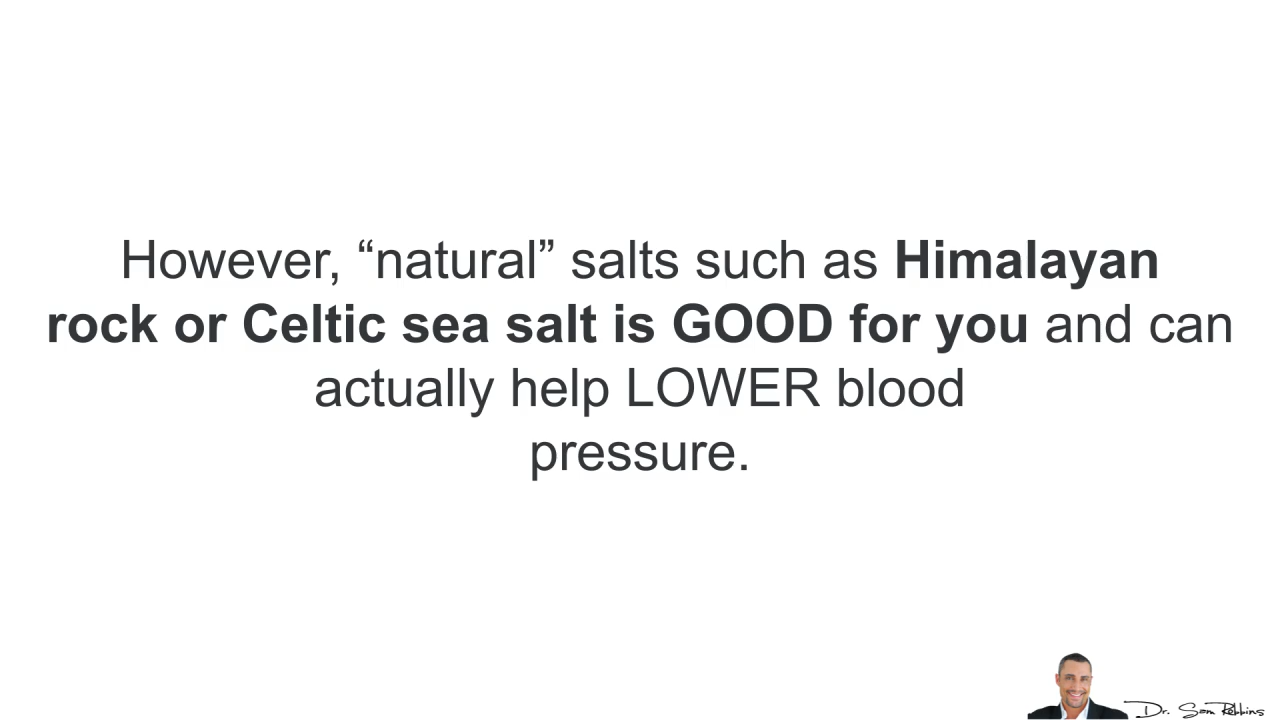 However, “natural” salts such as Himalayan
rock or Celtic sea salt is GOOD for you and can
actually help LOWER blood
pressure.
Dr. Sam Robbins